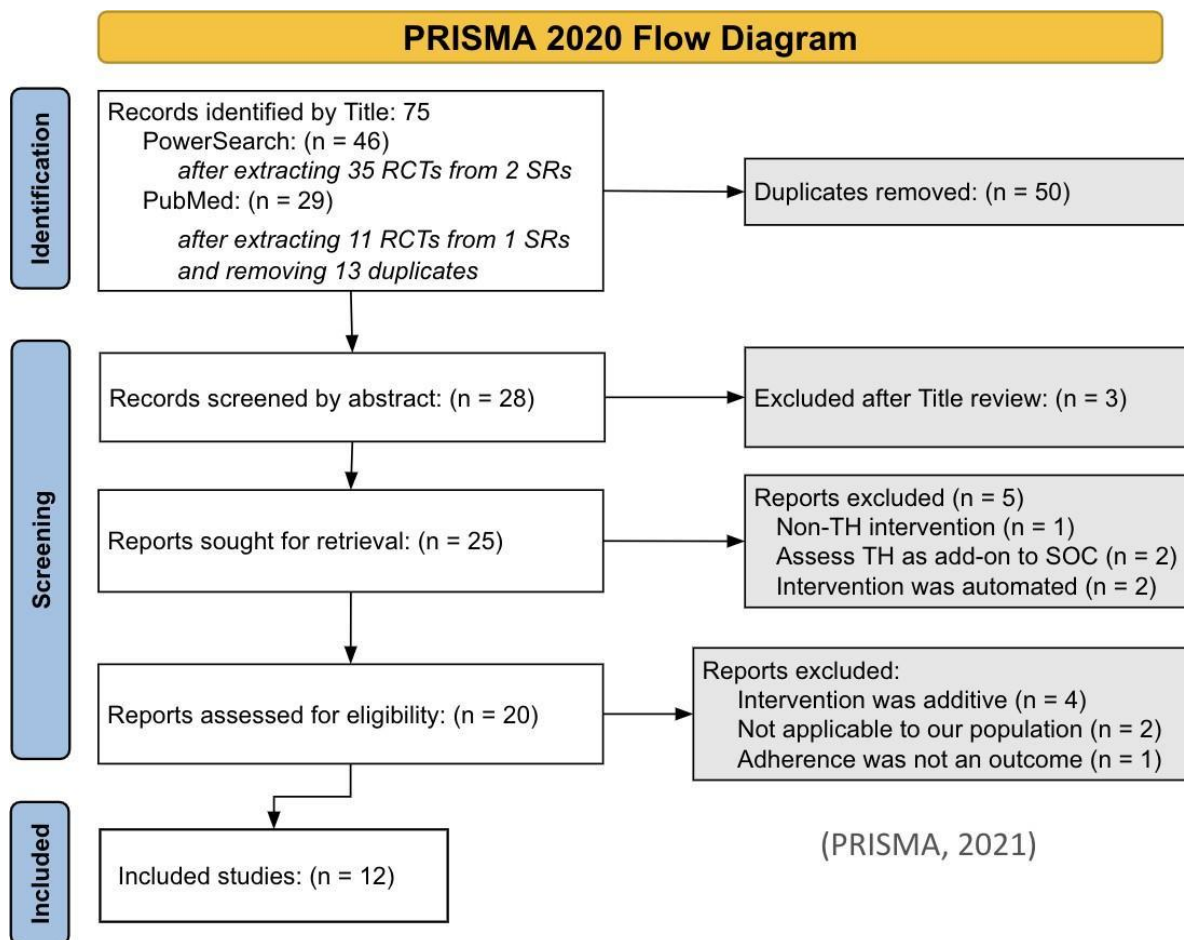 PRISMA 2020 Flow Diagram
Identification
Records identified by Title: 75
PowerSearch: (n = 46)
after extracting 35 RCTs from 2 SRs
PubMed: (n = 29)
after extracting 11 RCTs from 1 SRs
and removing 13 duplicates
Duplicates removed: (n = 50)
Screening
Records screened by abstract: (n = 28)
Excluded after Title review: (n = 3)
Reports sought for retrieval: (n = 25)
Reports excluded (n = 5)
Non-TH intervention (n = 1)
Assess TH as add-on to SOC (n = 2)
Intervention was automated (n = 2)
Reports assessed for eligibility: (n = 20)
Reports excluded:
Intervention was additive (n = 4)
Not applicable to our population (n = 2)
Adherence was not an outcome (n = 1)
Included
Included studies: (n = 12)
(PRISMA, 2021)